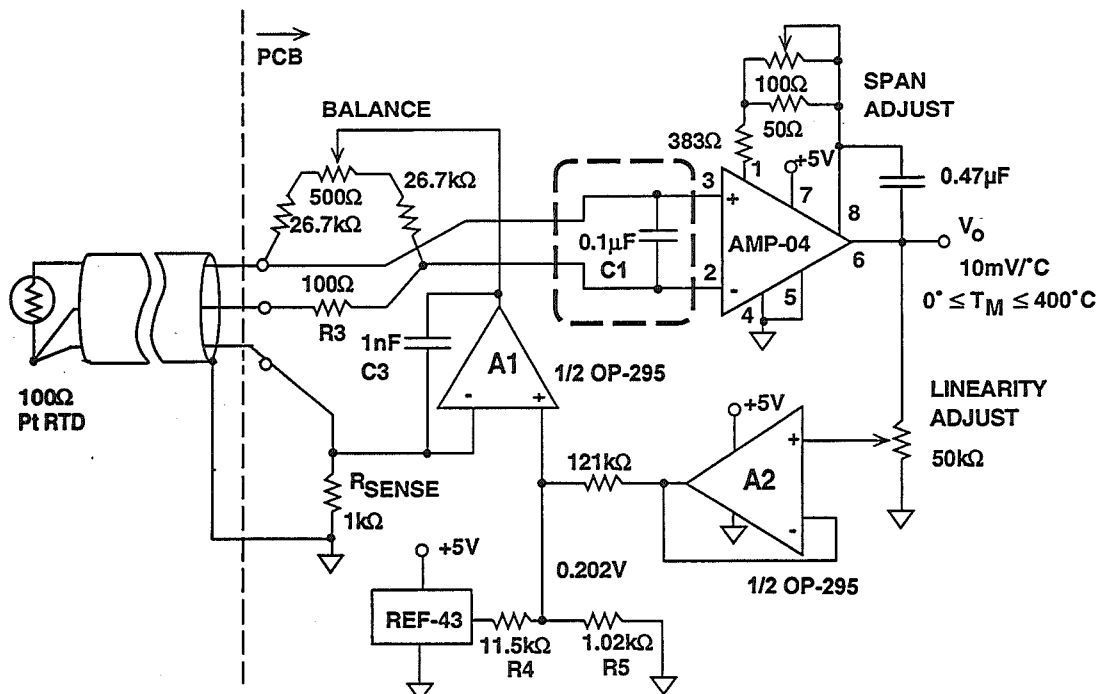 PCB
BALANCE
500Ω
26.7kΩ
26.7kΩ
100Ω
R3
1nF
C3
100Ω
Pt RTD
RSENSE
1kΩ
A1
-
+
1/2 OP-295
0.1µF
C1
383Ω
100Ω
50Ω
SPAN
ADJUST
+5V
1
3
+
7
8
AMP-04
2
-
4
5
6
0.47µF
VO
10mV/°C
0° ≤ TM ≤ 400°C
LINEARITY
ADJUST
50kΩ
+5V
+
A2
-
1/2 OP-295
121kΩ
0.202V
+5V
REF-43
11.5kΩ
R4
1.02kΩ
R5